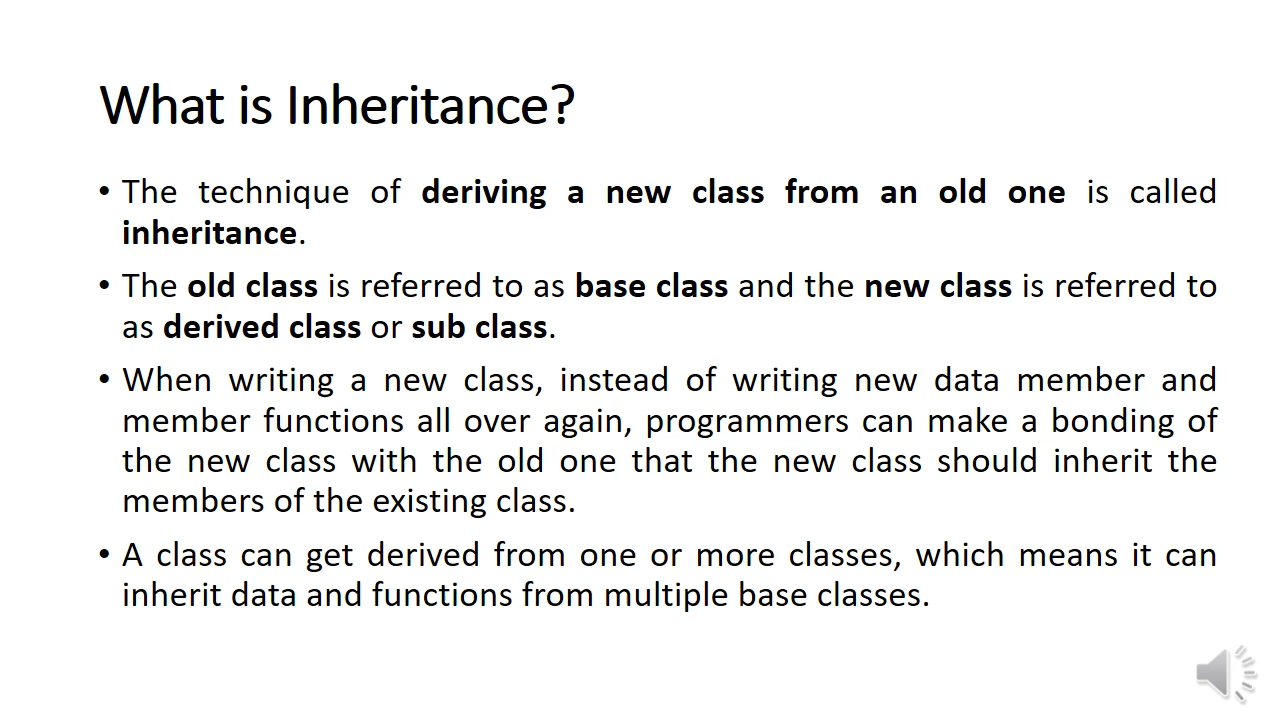 What is Inheritance?
• The technique of deriving a new class from an old one is called
inheritance.
• The old class is referred to as base class and the new class is referred to
as derived class or sub class.
• When writing a new class, instead of writing new data member and
member functions all over again, programmers can make a bonding of
the new class with the old one that the new class should inherit the
members of the existing class.
• A class can get derived from one or more classes, which means it can
inherit data and functions from multiple base classes.